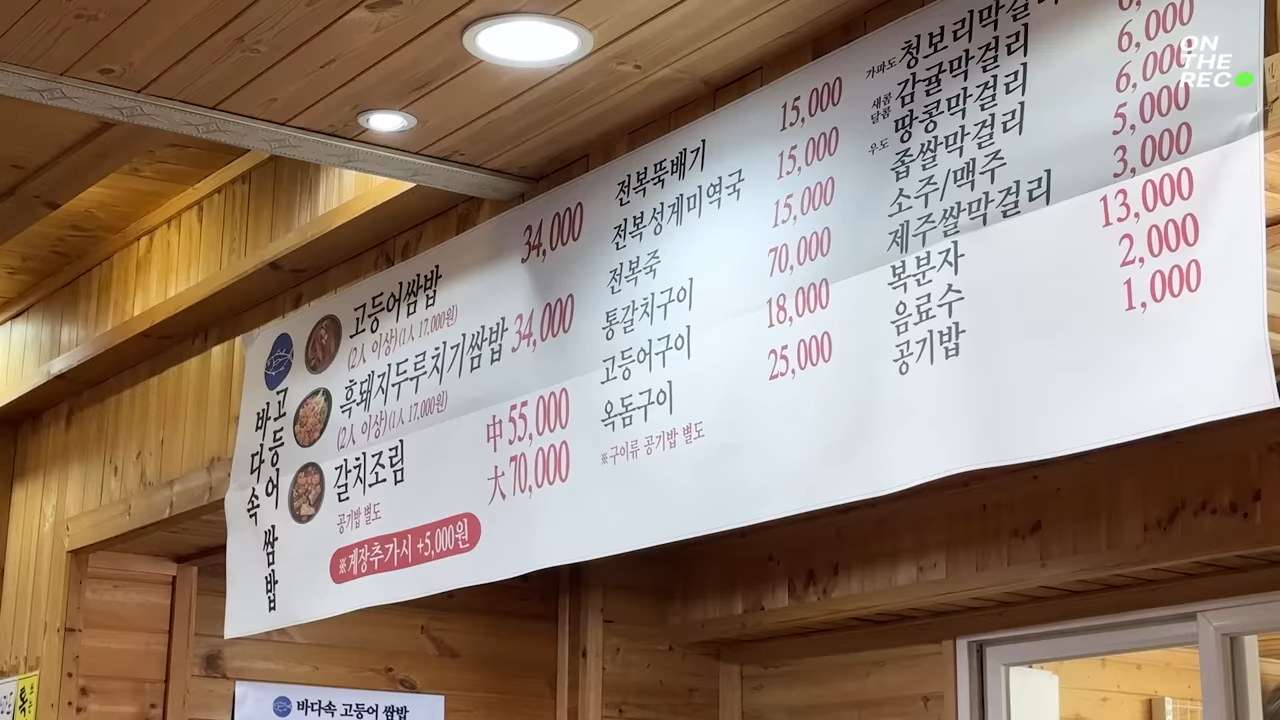 ON
THE
REC
바다속
고등어 쌈밥
고등어쌈밥 34,000
(2人 이상)(1人 17,000원)
흑돼지두루치기쌈밥 34,000
(2人 이상)(1人 17,000원)
갈치조림 中 55,000
大 70,000
공기밥 별도
※게장추가시 +5,000원
전복뚝배기 15,000
전복성게미역국 15,000
전복죽 15,000
통갈치구이 70,000
고등어구이 18,000
옥돔구이 25,000
※구이류 공기밥 별도
가파도 청보리막걸리
새콤달콤 감귤막걸리
우도 땅콩막걸리 6,000
좁쌀막걸리 6,000
소주/맥주 5,000
제주쌀막걸리 3,000
복분자 13,000
음료수 2,000
공기밥 1,000
바다속 고등어 쌈밥